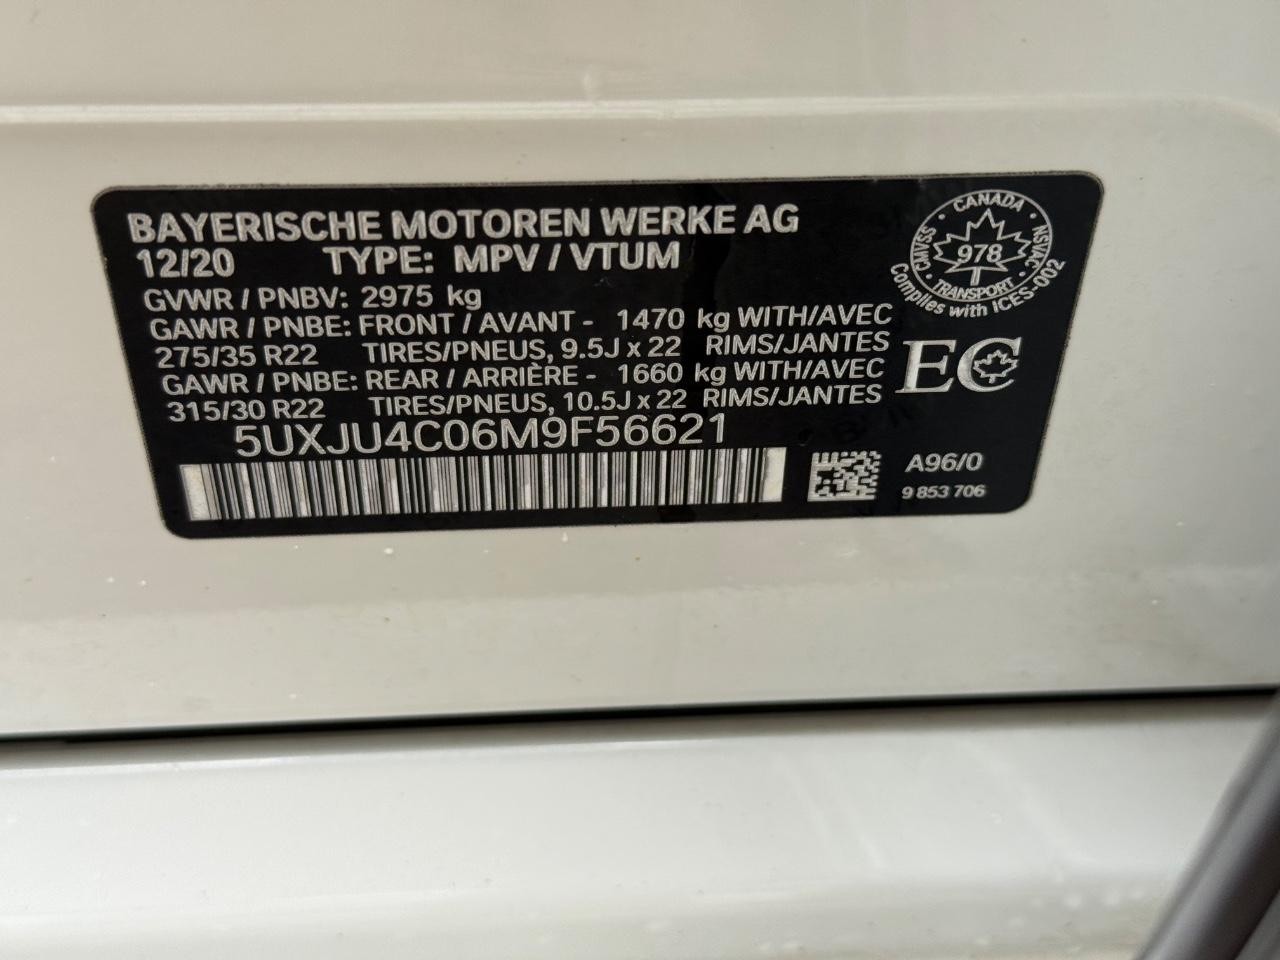 BAYERISCHE MOTOREN WERKE AG
12/20 TYPE: MPV / VTUM
GVWR / PNBV: 2975 kg
GAWR / PNBE: FRONT / AVANT - 1470 kg WITH/AVEC
275/35 R22 TIRES/PNEUS, 9.5J x 22 RIMS/JANTES
GAWR / PNBE: REAR / ARRIÈRE - 1660 kg WITH/AVEC
315/30 R22 TIRES/PNEUS, 10.5J x 22 RIMS/JANTES
5UXJU4C06M9F56621
CANADA
CMVSS
978
NSVAC
TRANSPORT
Complies with ICES-002
EC
A96/0
9 853 706